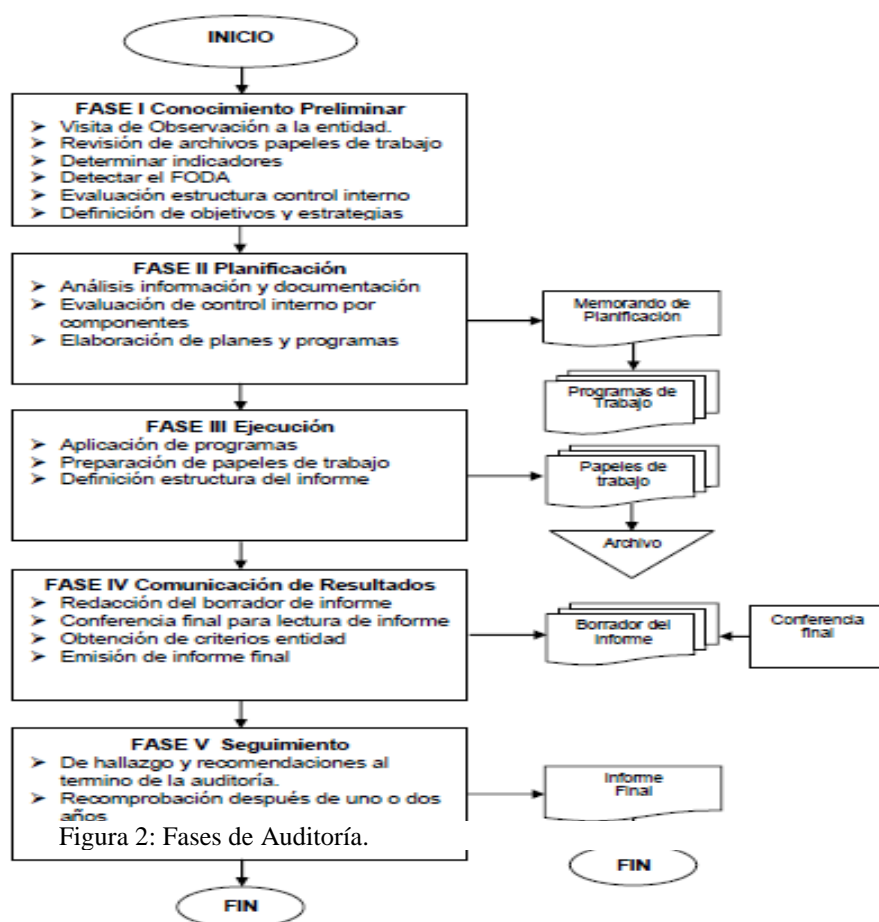 INICIO
FASE I Conocimiento Preliminar
➤ Visita de Observación a la entidad.
➤ Revisión de archivos papeles de trabajo
➤ Determinar indicadores
➤ Detectar el FODA
➤ Evaluación estructura control interno
➤ Definición de objetivos y estrategias
FASE II Planificación
➤ Análisis información y documentación
➤ Evaluación de control interno por
componentes
➤ Elaboración de planes y programas
Memorando de
Planificación
Programas de
Trabajo
FASE III Ejecución
➤ Aplicación de programas
➤ Preparación de papeles de trabajo
➤ Definición estructura del informe
Papeles de
trabajo
Archivo
FASE IV Comunicación de Resultados
➤ Redacción del borrador de informe
➤ Conferencia final para lectura de informe
➤ Obtención de criterios entidad
➤ Emisión de informe final
Borrador del
Informe
Conferencia
final
FASE V Seguimiento
➤ De hallazgo y recomendaciones al
termino de la auditoría.
➤ Recomprobación después de uno o dos
años
Informe
Final
Figura 2: Fases de Auditoría.
FIN
FIN